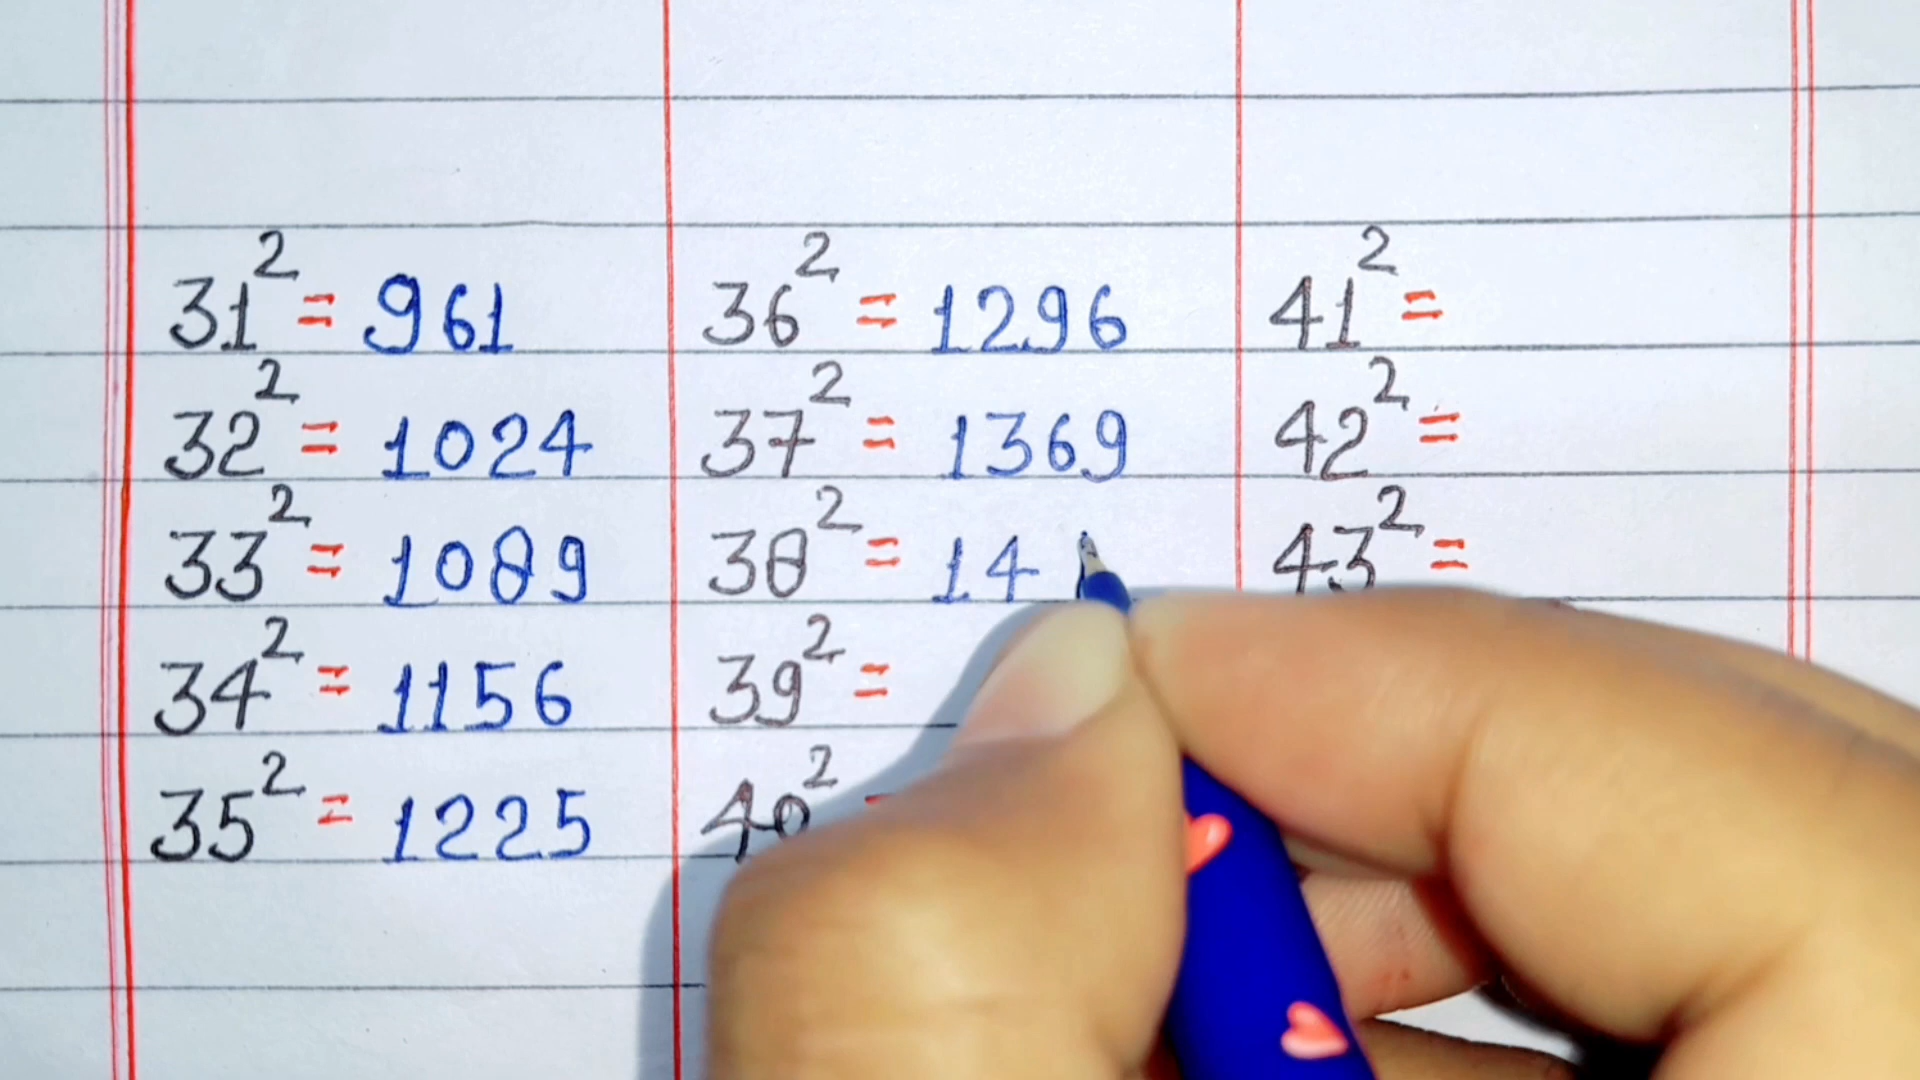 31² = 961
32² = 1024
33² = 1089
34² = 1156
35² = 1225
36² = 1296
37² = 1369
38² = 14
39² =
40² =
41² =
42² =
43² =